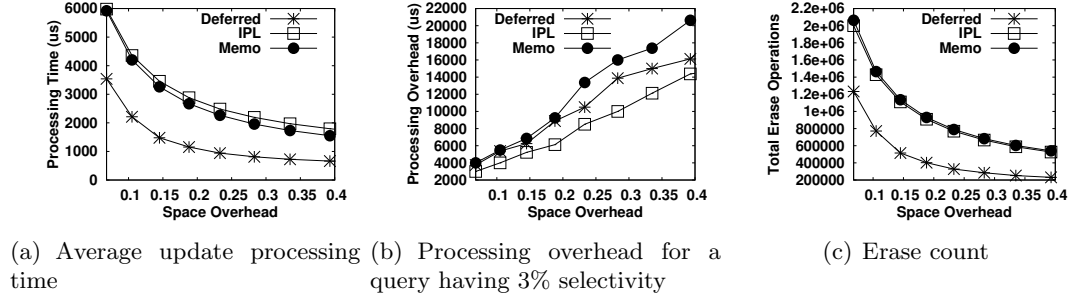 Processing Time (us)
6000
5000
4000
3000
2000
1000
0
0.1 0.15 0.2 0.25 0.3 0.35 0.4
Space Overhead
Deferred
IPL
Memo
Processing Overhead (us)
22000
20000
18000
16000
14000
12000
10000
8000
6000
4000
2000
0.1 0.15 0.2 0.25 0.3 0.35 0.4
Space Overhead
Deferred
IPL
Memo
Total Erase Operations
2.2e+06
2e+06
1.8e+06
1.6e+06
1.4e+06
1.2e+06
1e+06
800000
600000
400000
200000
0.1 0.15 0.2 0.25 0.3 0.35 0.4
Space Overhead
Deferred
IPL
Memo
(a) Average update processing
time
(b) Processing overhead for a
query having 3% selectivity
(c) Erase count